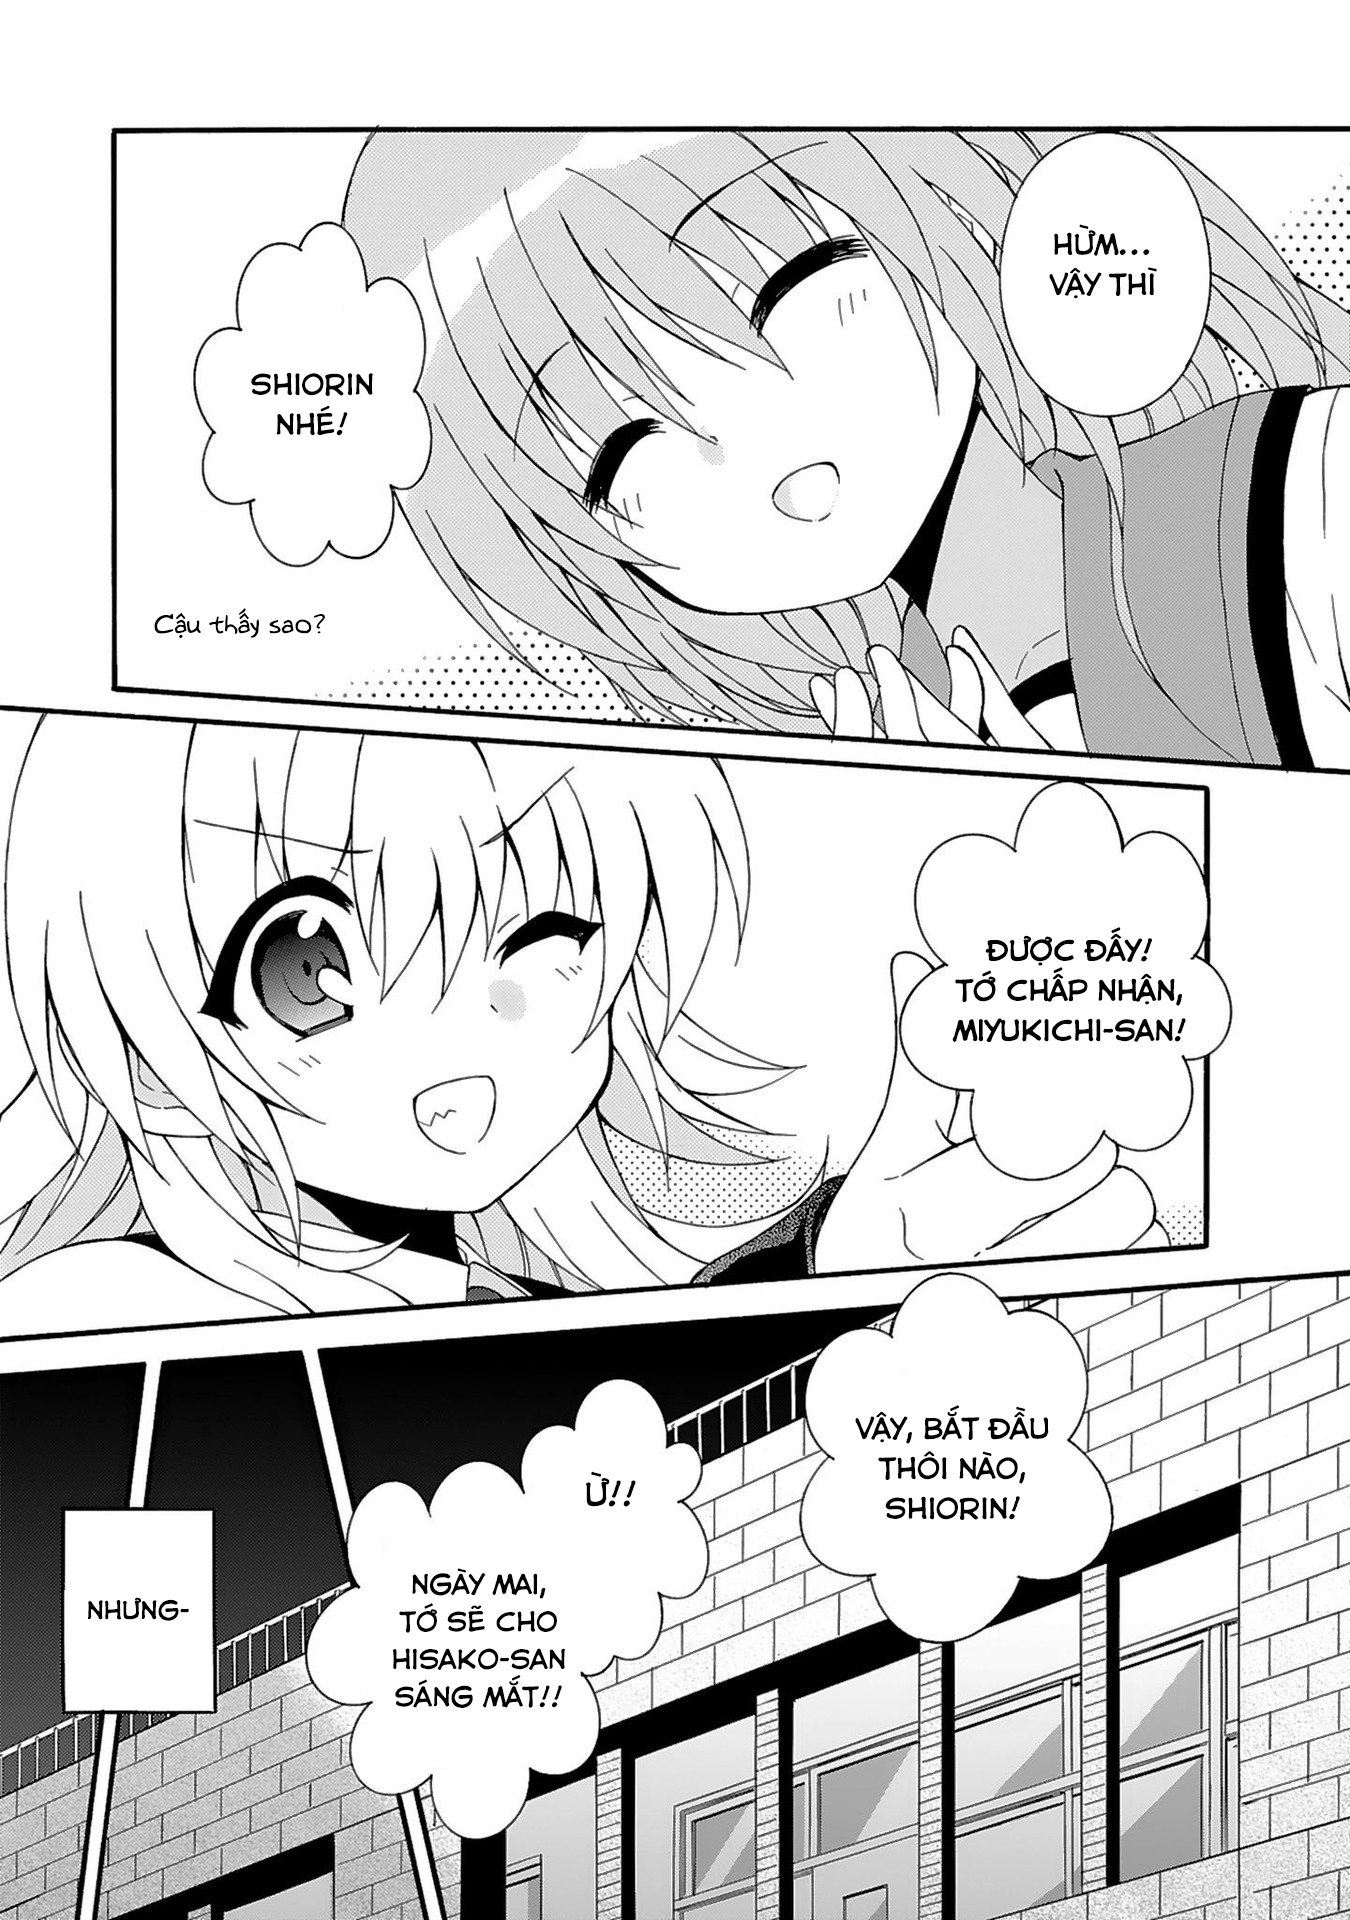 HỪM...
VẬY THÌ
SHIORIN
NHÉ!
Cậu thấy sao?
ĐƯỢC ĐẤY!
TỚ CHẤP NHẬN,
MIYUKICHI-SAN!
VẬY, BẮT ĐẦU
THÔI NÀO,
SHIORIN!
Ừ!!
NGÀY MAI,
TỚ SẼ CHO
HISAKO-SAN
SÁNG MẮT!!
NHƯNG-